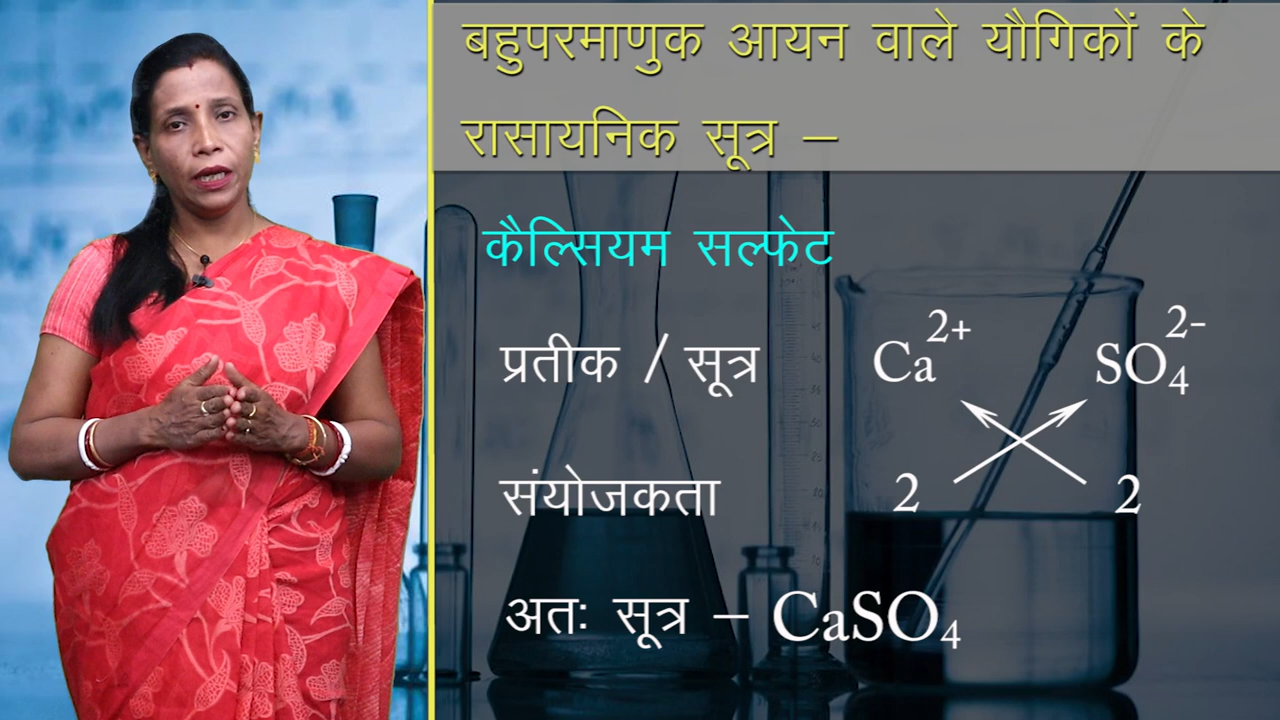 बहुपरमाणुक आयन वाले यौगिकों के
रासायनिक सूत्र –
कैल्सियम सल्फेट
प्रतीक / सूत्र Ca²⁺ SO₄²⁻
संयोजकता 2 2
अतः सूत्र – CaSO₄